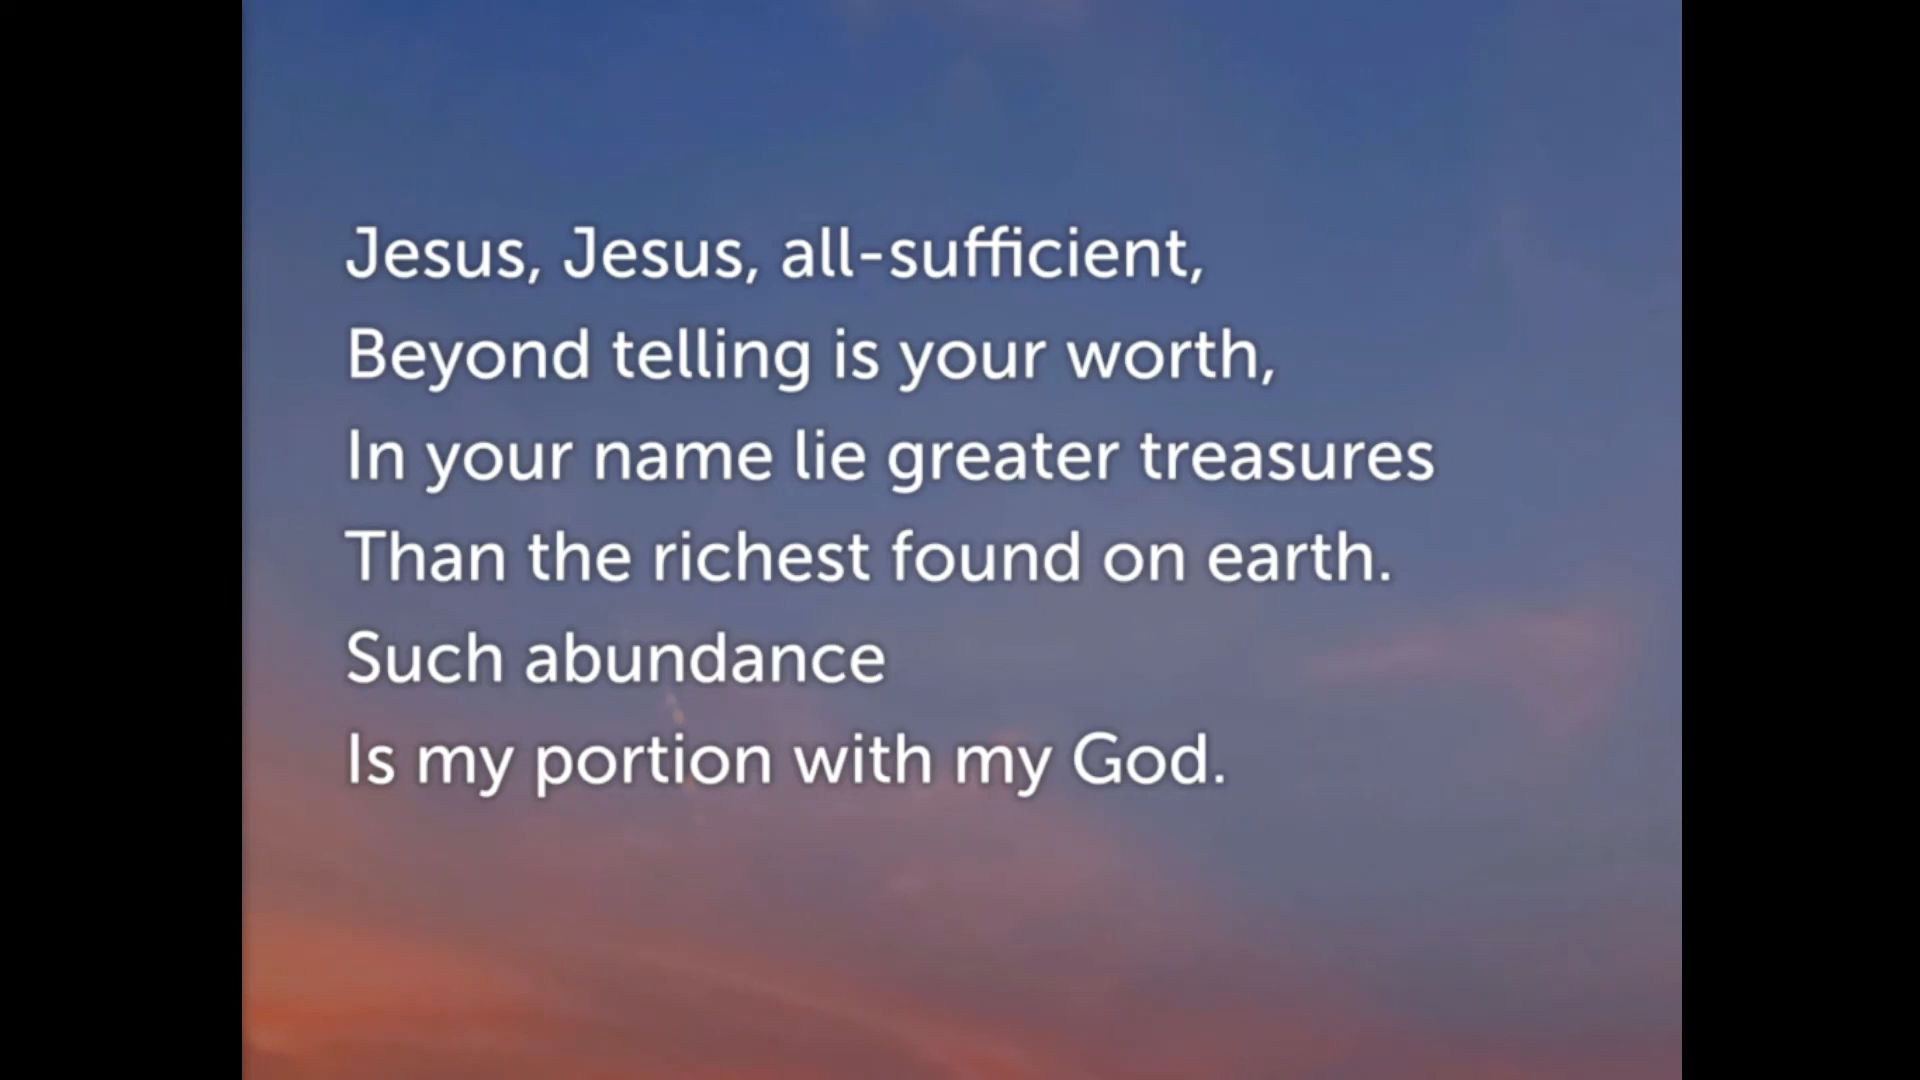 Jesus, Jesus, all-sufficient,
Beyond telling is your worth,
In your name lie greater treasures
Than the richest found on earth.
Such abundance
Is my portion with my God.